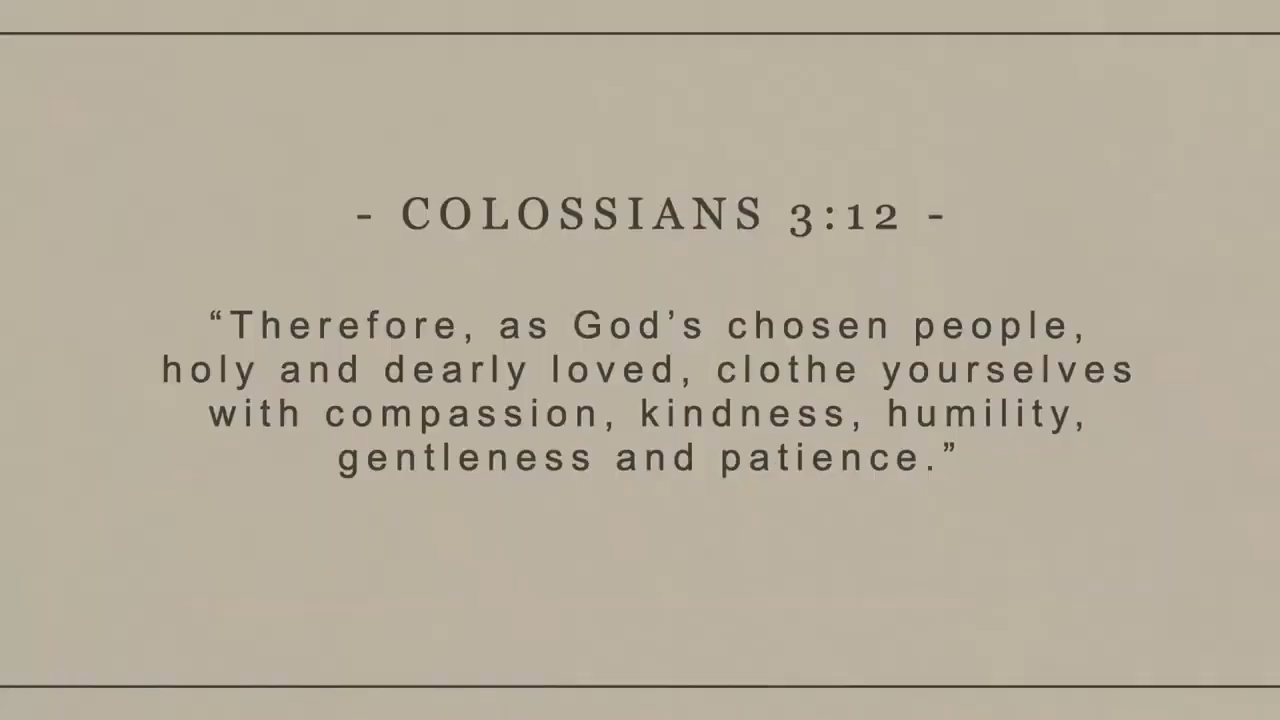 - COLOSSIANS 3:12 -
“Therefore, as God’s chosen people,
holy and dearly loved, clothe yourselves
with compassion, kindness, humility,
gentleness and patience.”